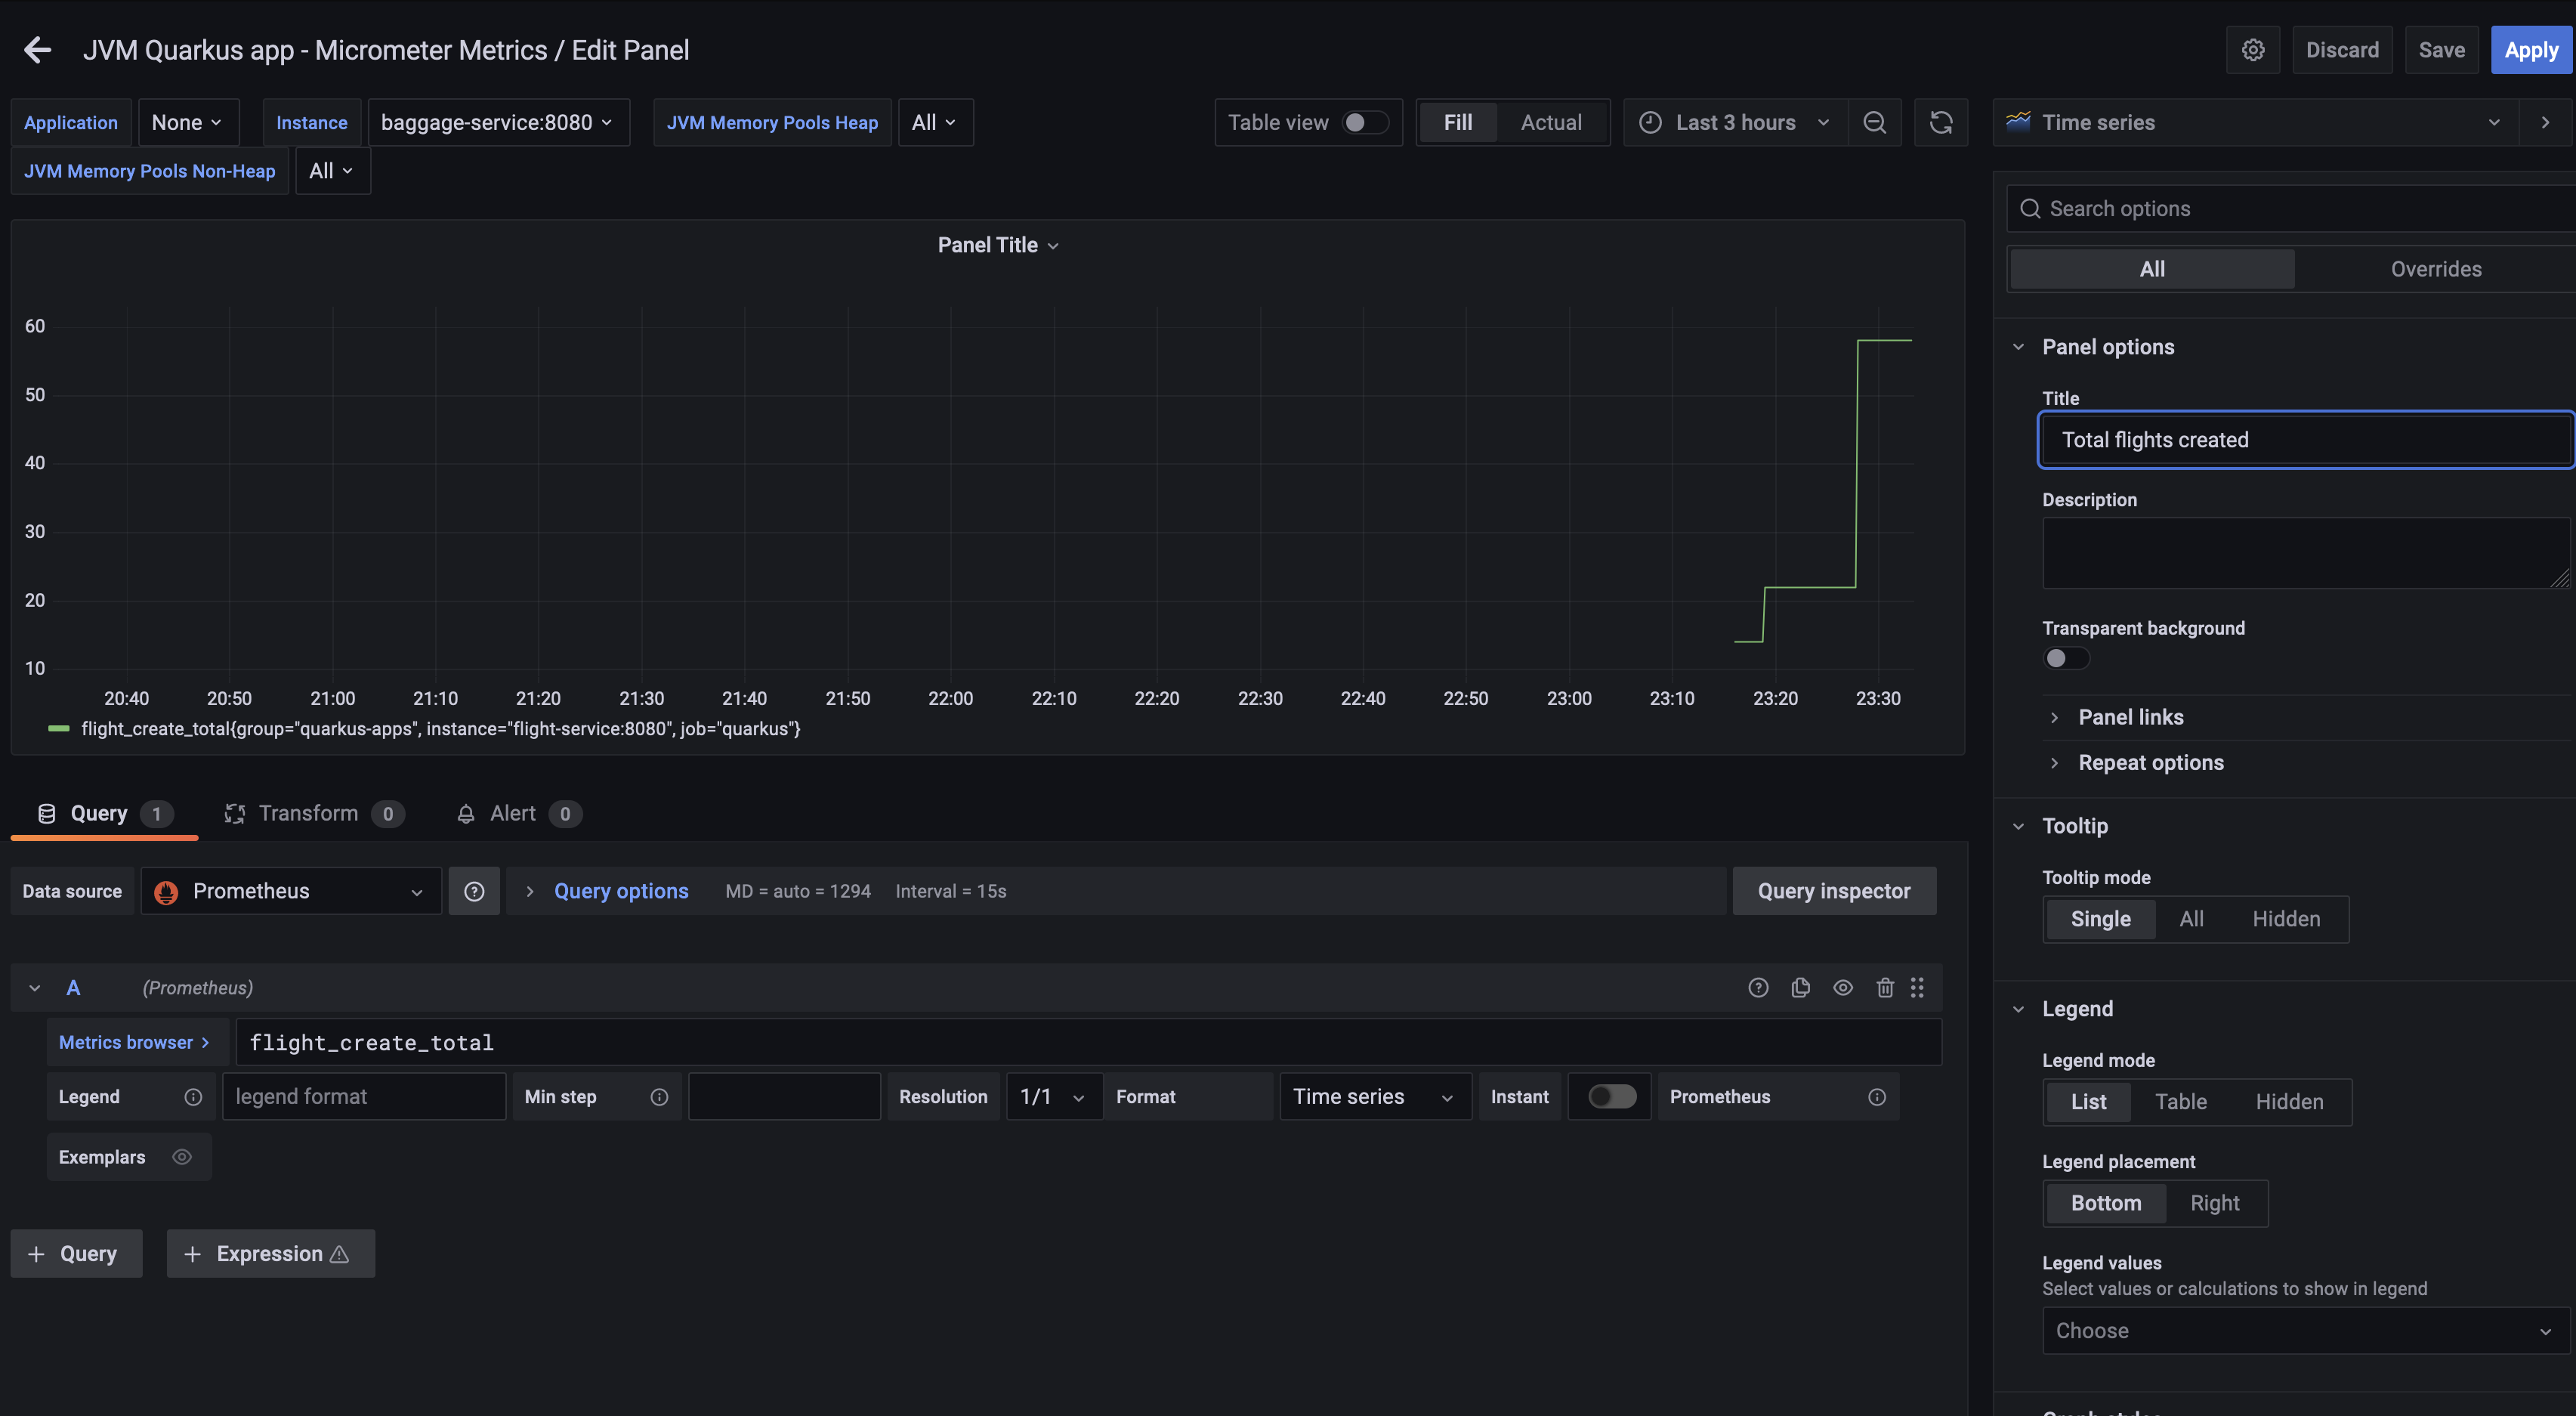 JVM Quarkus app - Micrometer Metrics / Edit Panel
Discard
Save
Apply
Application
None
Instance
baggage-service:8080
JVM Memory Pools Heap
All
Table view
Fill
Actual
Last 3 hours
Time series
JVM Memory Pools Non-Heap
All
Search options
All
Overrides
Panel Title
60
50
40
30
20
10
20:40 20:50 21:00 21:10 21:20 21:30 21:40 21:50 22:00 22:10 22:20 22:30 22:40 22:50 23:00 23:10 23:20 23:30
flight_create_total{group="quarkus-apps", instance="flight-service:8080", job="quarkus"}
Panel options
Title
Total flights created
Description
Transparent background
Panel links
Repeat options
Tooltip
Tooltip mode
Single
All
Hidden
Legend
Legend mode
List
Table
Hidden
Legend placement
Bottom
Right
Legend values
Select values or calculations to show in legend
Choose
Query 1
Transform 0
Alert 0
Data source
Prometheus
Query options
MD = auto = 1294
Interval = 15s
Query inspector
A
(Prometheus)
Metrics browser >
flight_create_total
Legend
legend format
Min step
Resolution
1/1
Format
Time series
Instant
Prometheus
Exemplars
+ Query
+ Expression